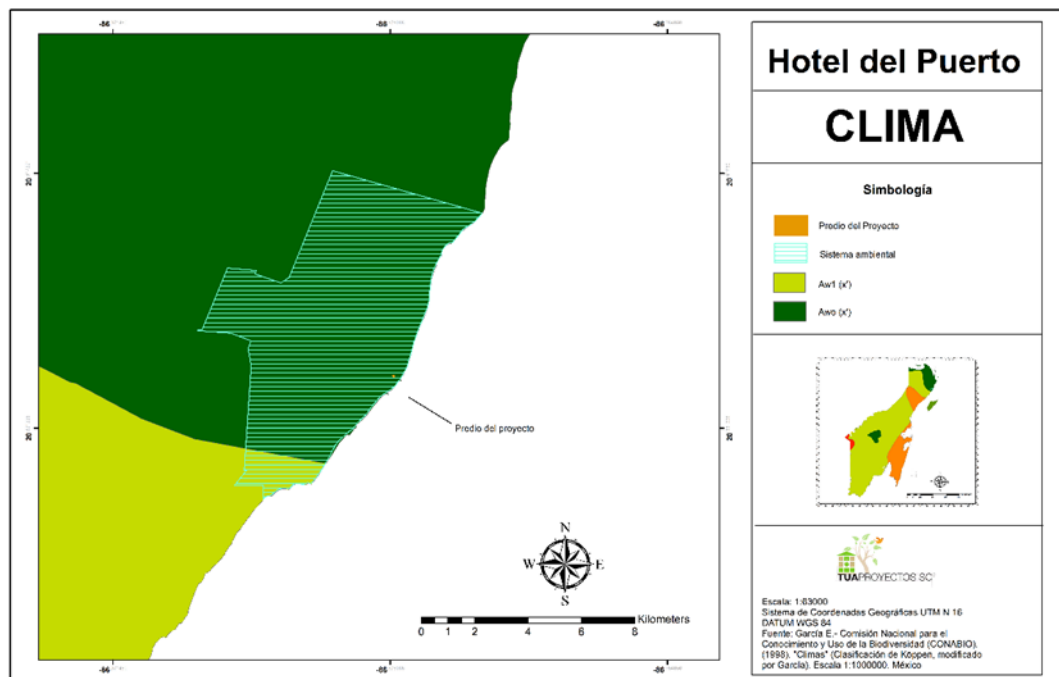 Hotel del Puerto
CLIMA
Simbología
Predio del Proyecto
Sistema ambiental
Aw1 (x')
Awo (x')
Predio del proyecto
N
W E
S
Kilometers
0 1 2 4 6 8
TUAPROYECTOS SC
Escala: 1:63000
Sistema de Coordenadas Geográficas UTM N 16
DATUM WGS 84
Fuente: García E.- Comisión Nacional para el
Conocimiento y Uso de la Biodiversidad (CONABIO),
(1998). "Climas" (Clasificación de Köppen, modificado
por García). Escala 1:1000000. México